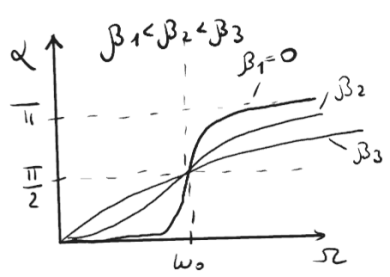 α
β1 < β2 < β3
β1 = 0
β2
π
β3
π/2
ω0
Ω